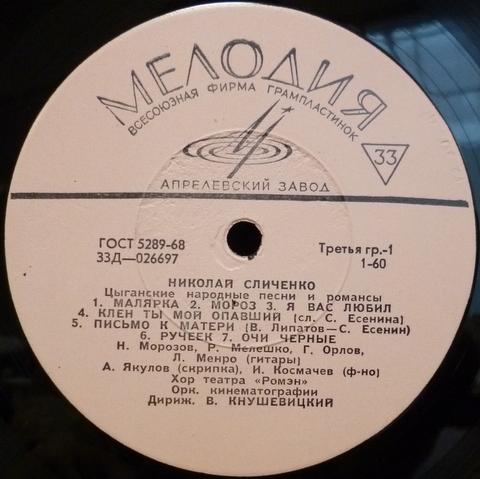 МЕЛОДИЯ
ВСЕСОЮЗНАЯ ФИРМА ГРАМПЛАСТИНОК
33
АПРЕЛЕВСКИЙ ЗАВОД
ГОСТ 5289-68
33Д—026697
Третья гр.-1
1-60
НИКОЛАЙ СЛИЧЕНКО
Цыганские народные песни и романсы
1. МАЛЯРКА 2. МОРОЗ 3. Я ВАС ЛЮБИЛ
4. КЛЕН ТЫ МОЙ ОПАВШИЙ (сл. С. Есенина)
5. ПИСЬМО К МАТЕРИ (В. Липатов—С. Есенин)
6. РУЧЕЕК 7. ОЧИ ЧЕРНЫЕ
Н. Морозов, Р. Мелешко, Г. Орлов,
Л. Менро (гитары)
А. Якулов (скрипка), И. Космачев (ф-но)
Хор театра «Ромэн»
Орк. кинематографии
Дириж. В. КНУШЕВИЦКИЙ